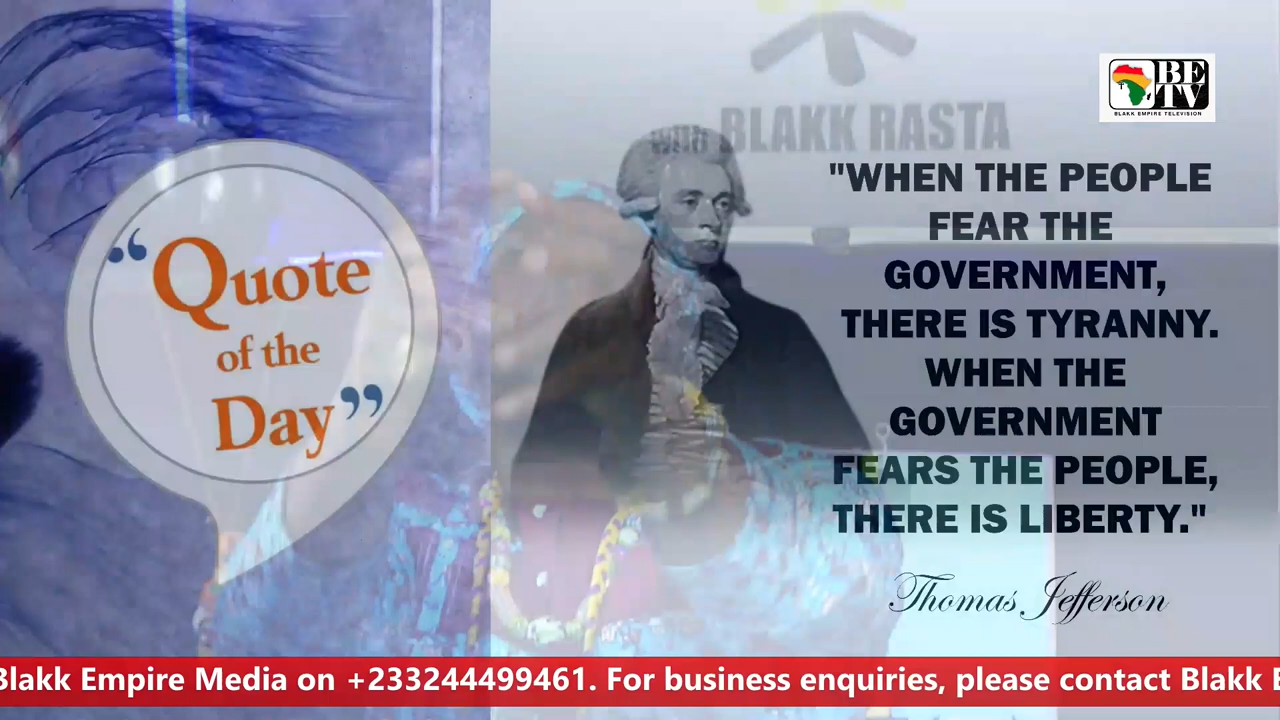 BLAKK RASTA
BE
TV
BLAKK EMPIRE TELEVISION
"WHEN THE PEOPLE
FEAR THE
GOVERNMENT,
THERE IS TYRANNY.
WHEN THE
GOVERNMENT
FEARS THE PEOPLE,
THERE IS LIBERTY."
Thomas Jefferson
“Quote
of the
Day”
Blakk Empire Media on +233244499461. For business enquiries, please contact Blakk